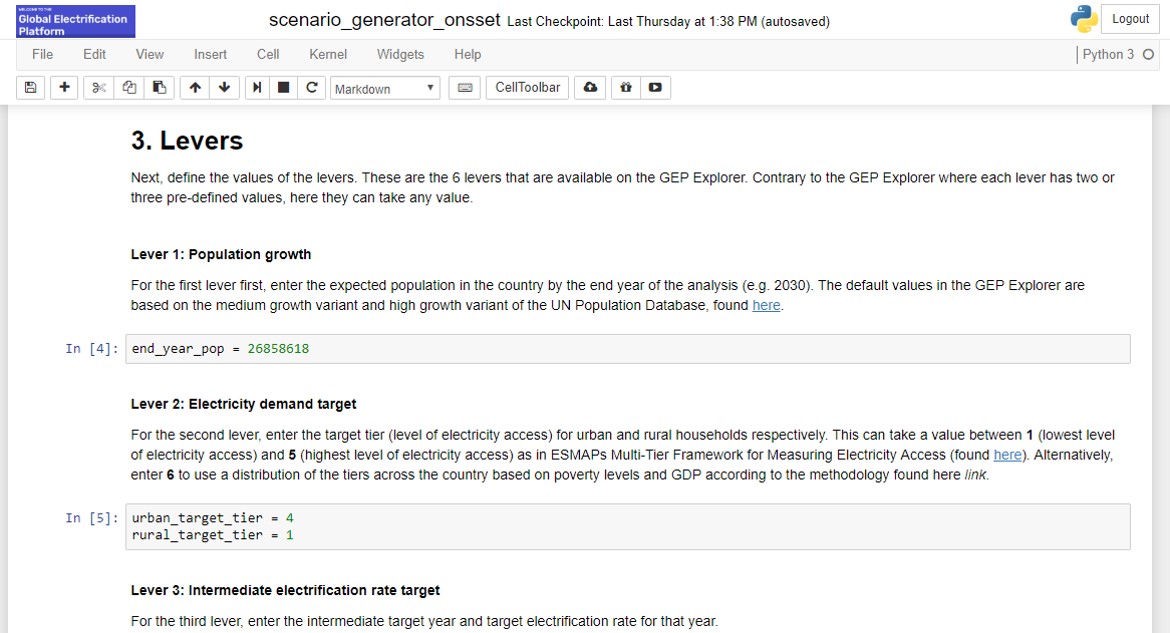 WELCOME TO THE
Global Electrification
Platform
scenario_generator_onsset Last Checkpoint: Last Thursday at 1:38 PM (autosaved)
Logout
File Edit View Insert Cell Kernel Widgets Help
Python 3
Markdown
CellToolbar
3. Levers
Next, define the values of the levers. These are the 6 levers that are available on the GEP Explorer. Contrary to the GEP Explorer where each lever has two or
three pre-defined values, here they can take any value.
Lever 1: Population growth
For the first lever first, enter the expected population in the country by the end year of the analysis (e.g. 2030). The default values in the GEP Explorer are
based on the medium growth variant and high growth variant of the UN Population Database, found here.
In [4]: end_year_pop = 26858618
Lever 2: Electricity demand target
For the second lever, enter the target tier (level of electricity access) for urban and rural households respectively. This can take a value between 1 (lowest level
of electricity access) and 5 (highest level of electricity access) as in ESMAPs Multi-Tier Framework for Measuring Electricity Access (found here). Alternatively,
enter 6 to use a distribution of the tiers across the country based on poverty levels and GDP according to the methodology found here link.
In [5]: urban_target_tier = 4
rural_target_tier = 1
Lever 3: Intermediate electrification rate target
For the third lever, enter the intermediate target year and target electrification rate for that year.